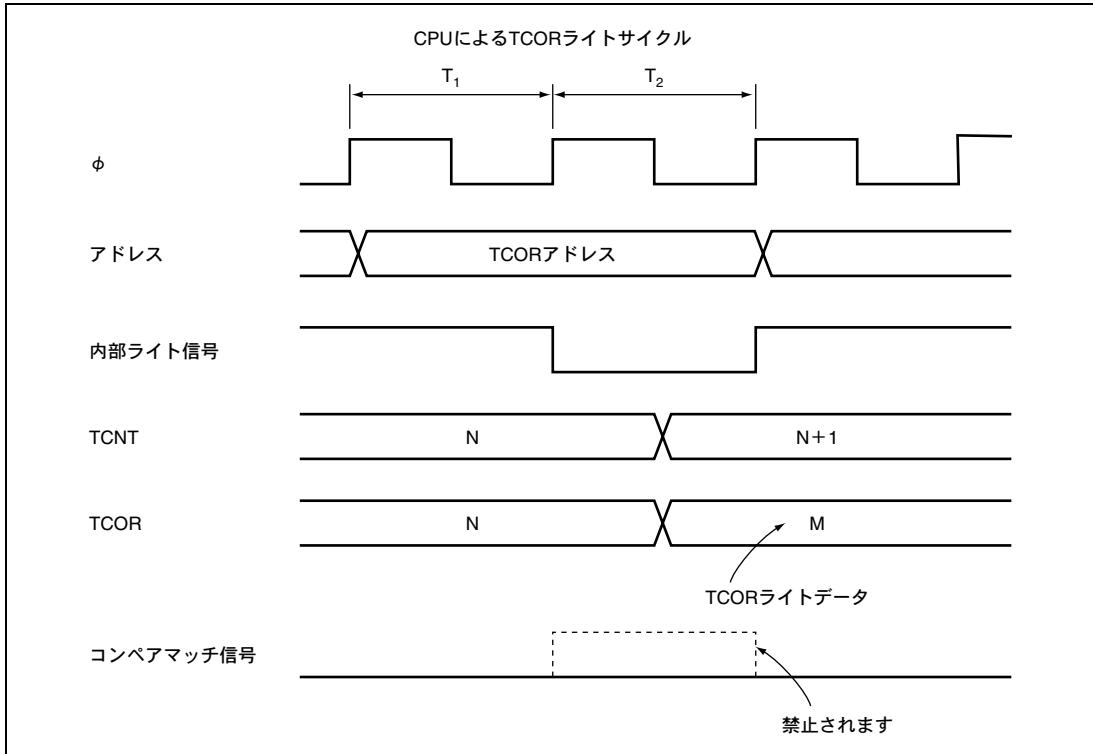 CPUによるTCORライトサイクル
T1 T2
φ
アドレス TCORアドレス
内部ライト信号
TCNT N N+1
TCOR N M
TCORライトデータ
コンペアマッチ信号
禁止されます